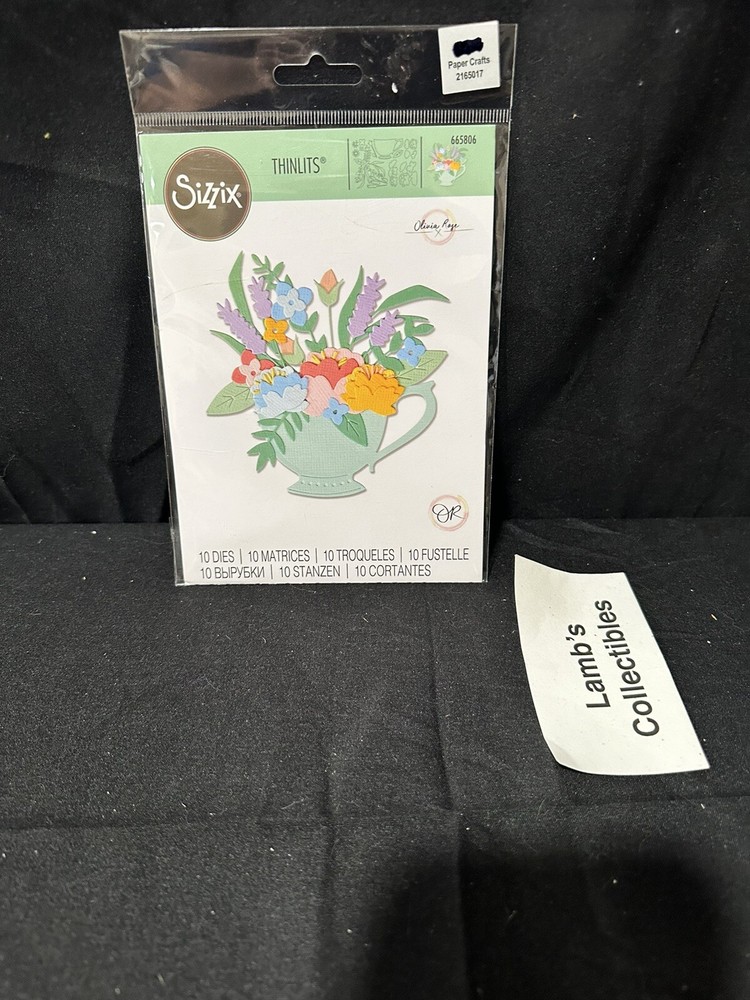 Paper Crafts
2165017
665806
THINLITS®
Sizzix
Olivia Rose
OR
10 DIES | 10 MATRICES | 10 TROQUELES | 10 FUSTELLE
10 ВЫРУБКИ | 10 STANZEN | 10 CORTANTES
Lamb's
Collectibles